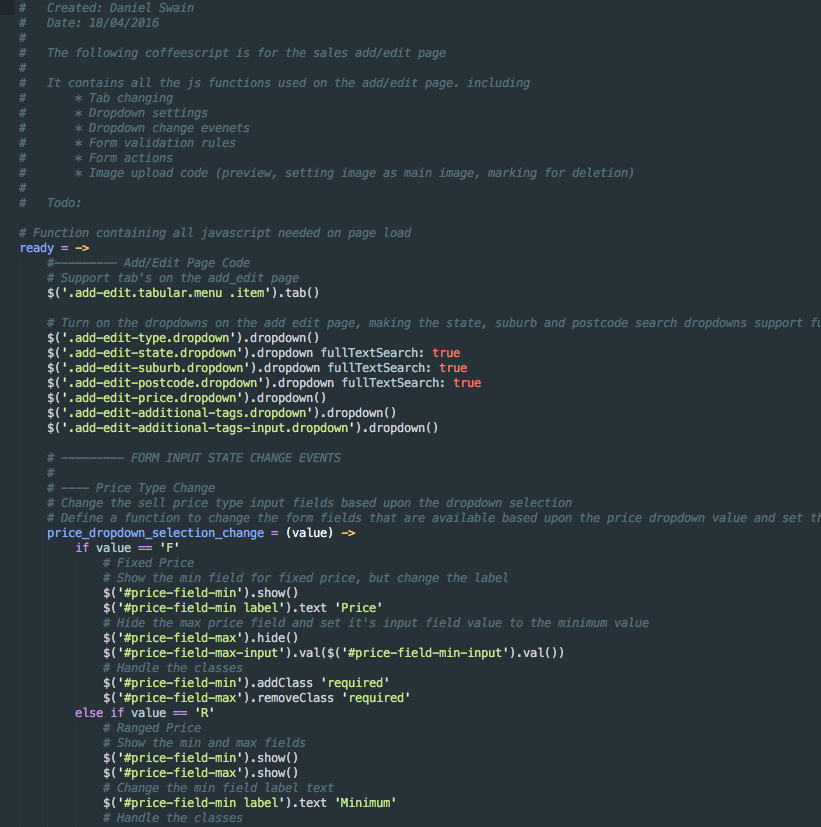 #   Created: Daniel Swain
#   Date: 18/04/2016
#
#   The following coffeescript is for the sales add/edit page
#
#   It contains all the js functions used on the add/edit page. including
#       * Tab changing
#       * Dropdown settings
#       * Dropdown change evenets
#       * Form validation rules
#       * Form actions
#       * Image upload code (preview, setting image as main image, marking for deletion)
#
#   Todo:

# Function containing all javascript needed on page load
ready = ->
    #--------- Add/Edit Page Code
    # Support tab's on the add_edit page
    $('.add-edit.tabular.menu .item').tab()

    # Turn on the dropdowns on the add edit page, making the state, suburb and postcode search dropdowns support fu
    $('.add-edit-type.dropdown').dropdown()
    $('.add-edit-state.dropdown').dropdown fullTextSearch: true
    $('.add-edit-suburb.dropdown').dropdown fullTextSearch: true
    $('.add-edit-postcode.dropdown').dropdown fullTextSearch: true
    $('.add-edit-price.dropdown').dropdown()
    $('.add-edit-additional-tags.dropdown').dropdown()
    $('.add-edit-additional-tags-input.dropdown').dropdown()

    # --------- FORM INPUT STATE CHANGE EVENTS
    #
    # ---- Price Type Change
    # Change the sell price type input fields based upon the dropdown selection
    # Define a function to change the form fields that are available based upon the price dropdown value and set th
    price_dropdown_selection_change = (value) ->
        if value == 'F'
            # Fixed Price
            # Show the min field for fixed price, but change the label
            $('#price-field-min').show()
            $('#price-field-min label').text 'Price'
            # Hide the max price field and set it's input field value to the minimum value
            $('#price-field-max').hide()
            $('#price-field-max-input').val($('#price-field-min-input').val())
            # Handle the classes
            $('#price-field-min').addClass 'required'
            $('#price-field-max').removeClass 'required'
        else if value == 'R'
            # Ranged Price
            # Show the min and max fields
            $('#price-field-min').show()
            $('#price-field-max').show()
            # Change the min field label text
            $('#price-field-min label').text 'Minimum'
            # Handle the classes